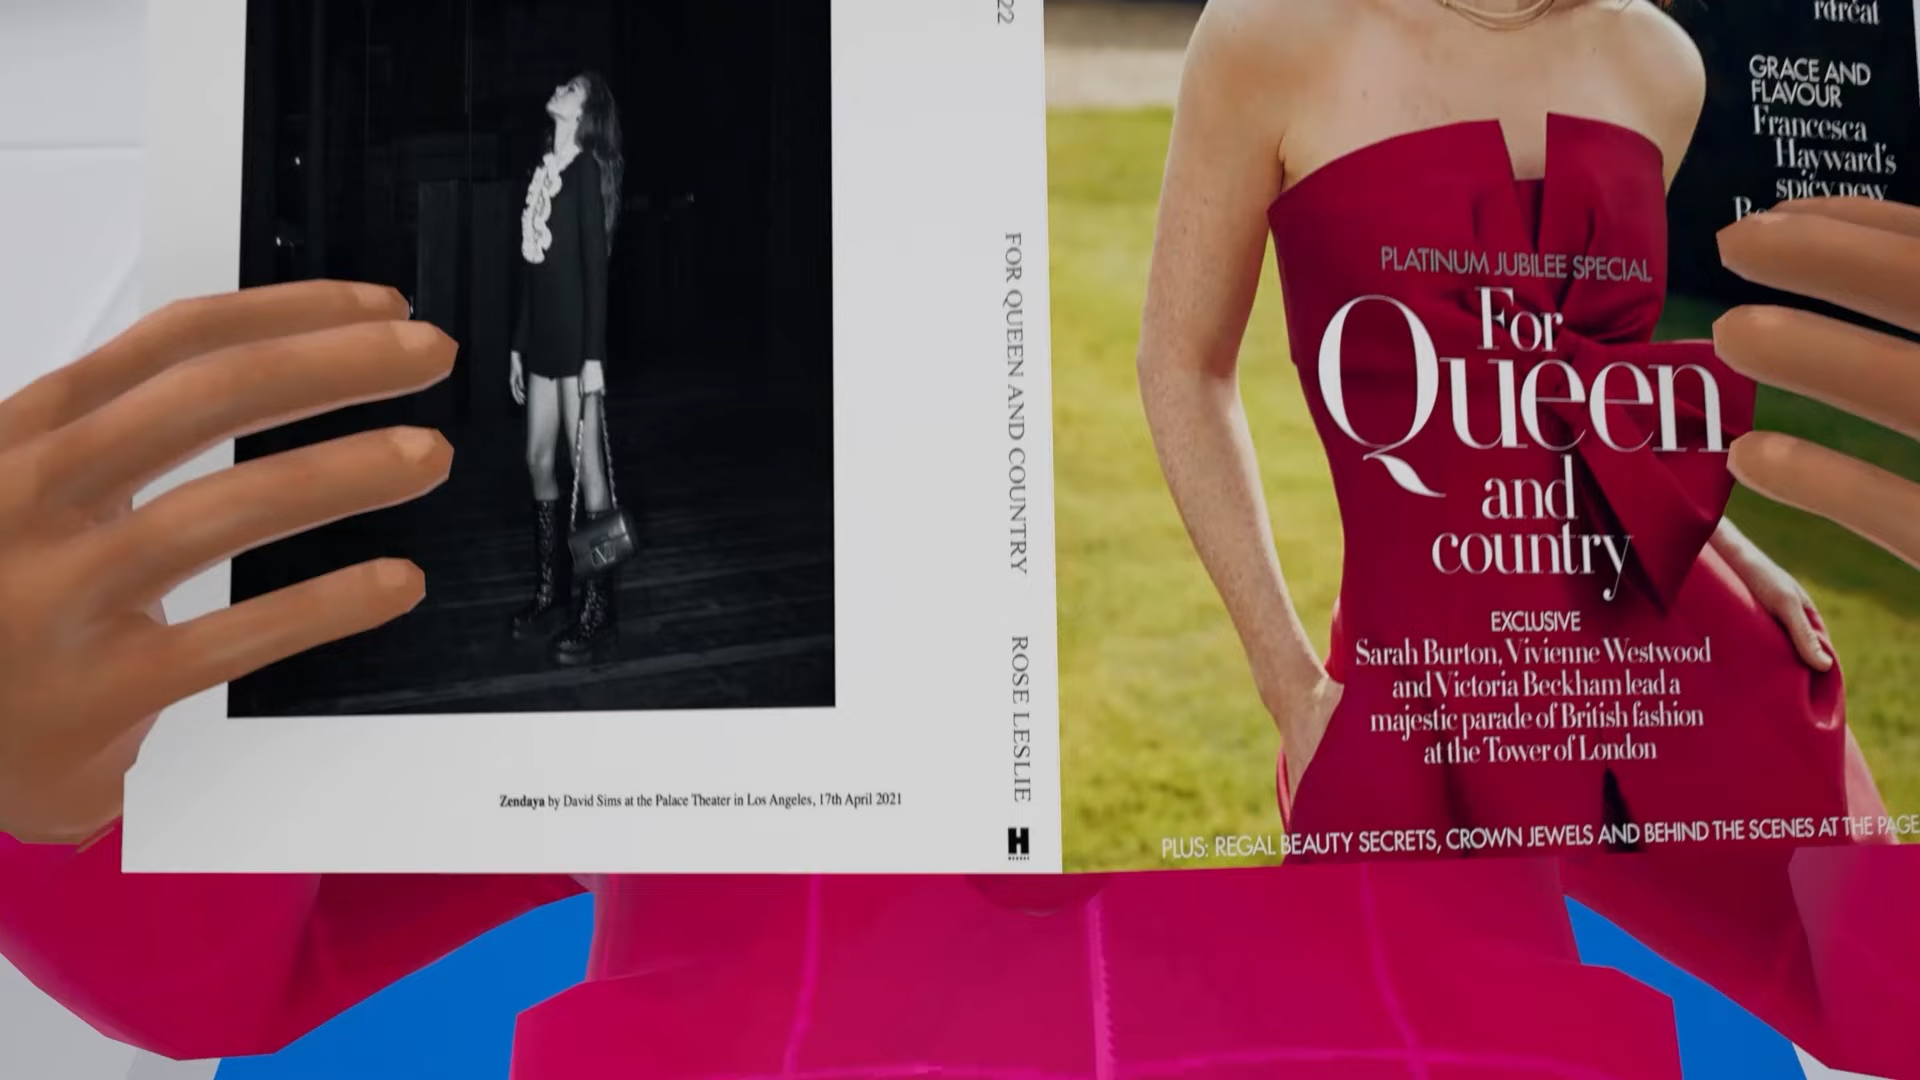 Zendaya by David Sims at the Palace Theater in Los Angeles, 17th April 2021
22
FOR QUEEN AND COUNTRY
ROSE LESLIE
H
GRACE AND
FLAVOUR
Francesca
Hayward's
spicy new
PLATINUM JUBILEE SPECIAL
For
Queen
and
country
EXCLUSIVE
Sarah Burton, Vivienne Westwood
and Victoria Beckham lead a
majestic parade of British fashion
at the Tower of London
PLUS: REGAL BEAUTY SECRETS, CROWN JEWELS AND BEHIND THE SCENES AT THE PAGE